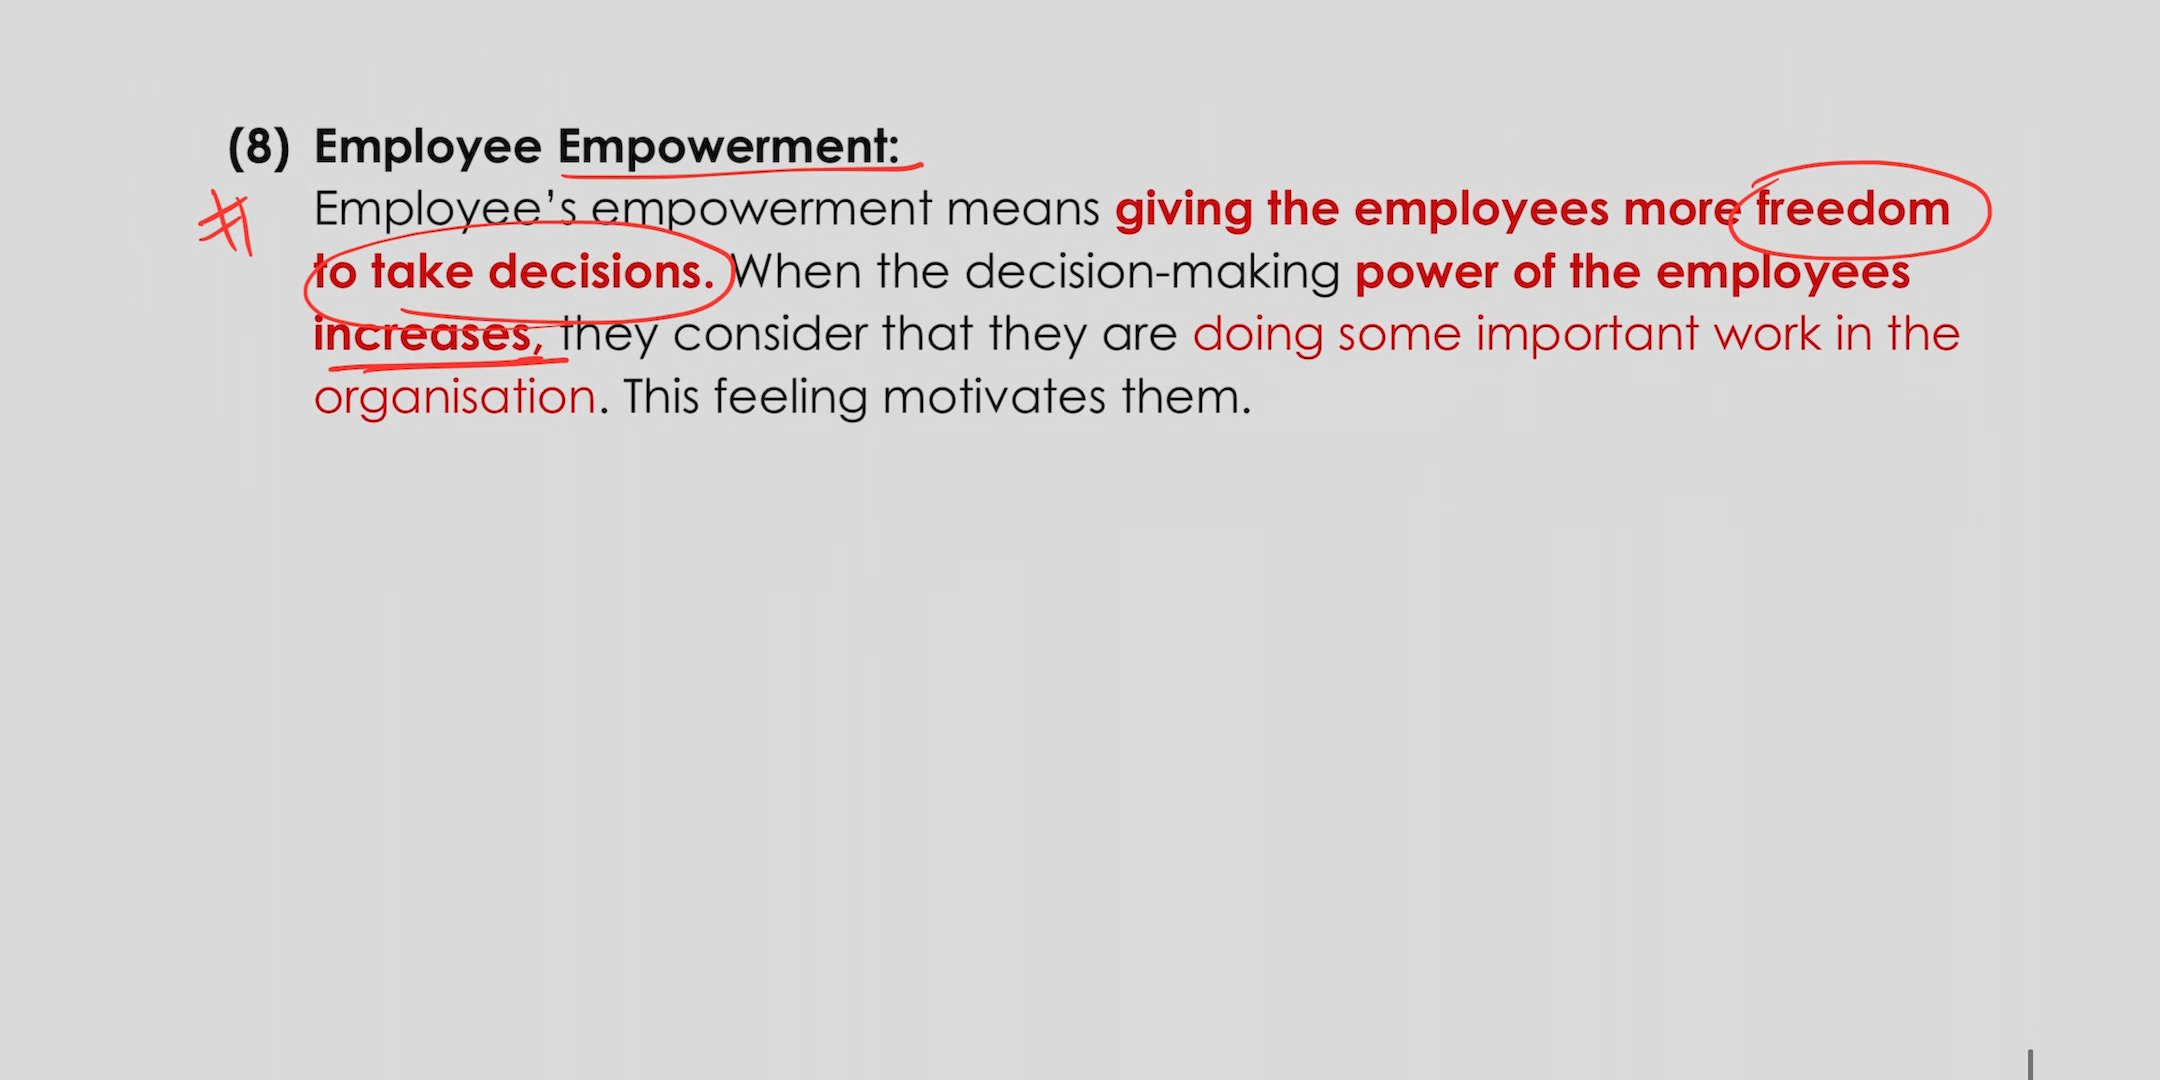 (8) Employee Empowerment:
Employee’s empowerment means giving the employees more freedom
to take decisions. When the decision-making power of the employees
increases, they consider that they are doing some important work in the
organisation. This feeling motivates them.